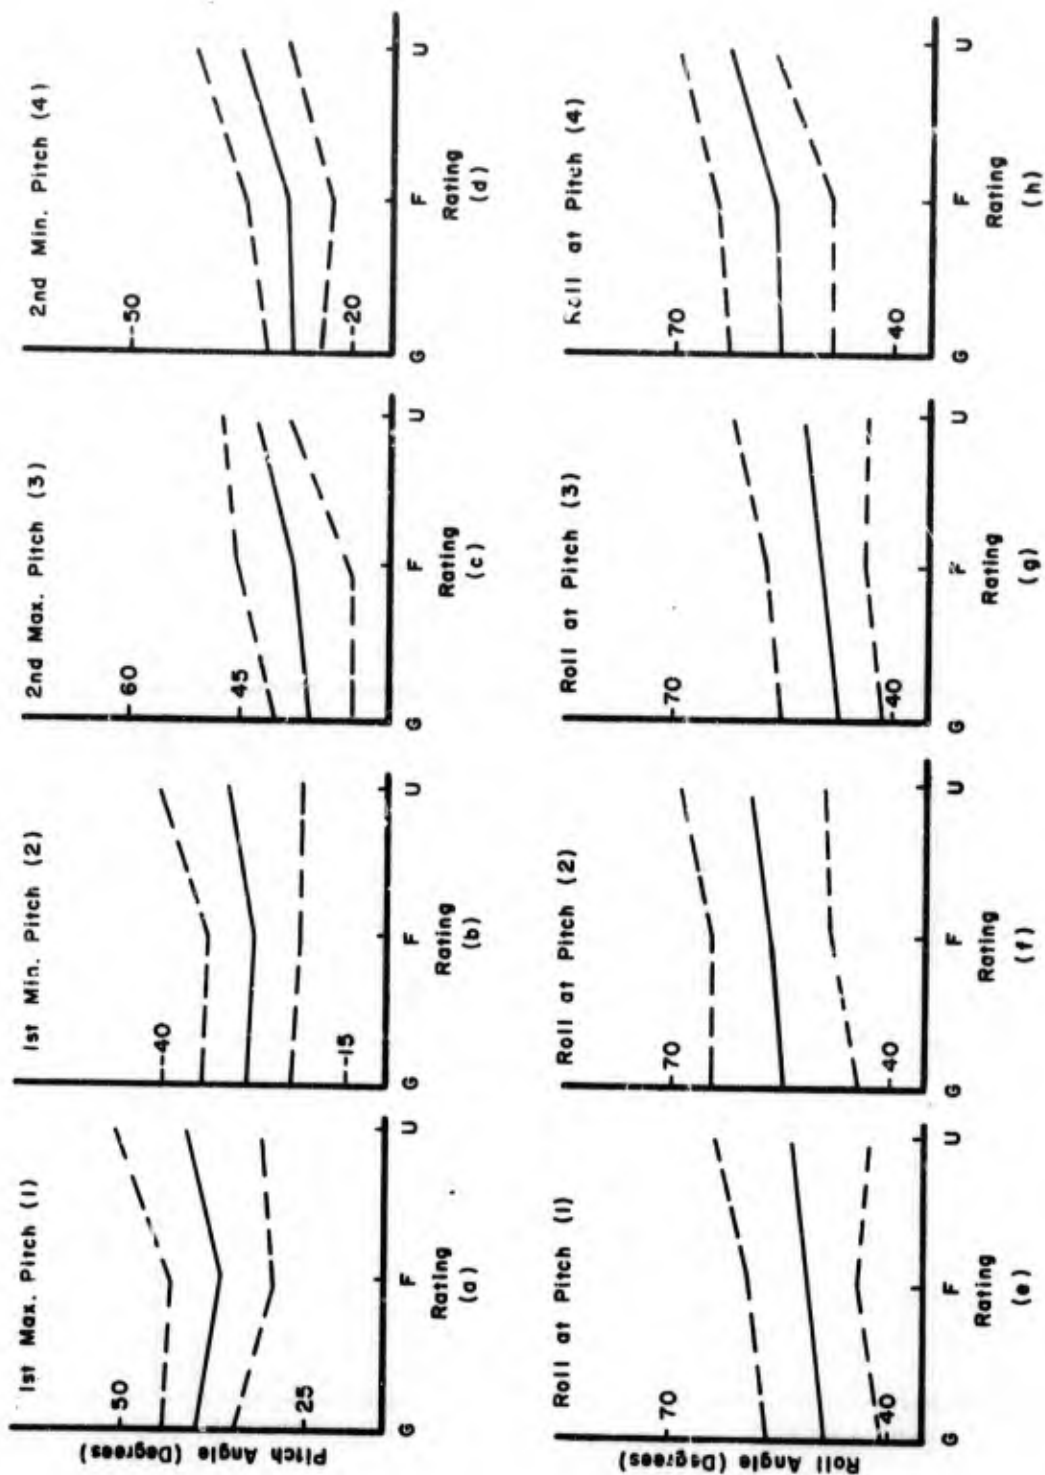 1st Max. Pitch (1)
Pitch Angle (Degrees)
50
25
G F U
Rating
(a)
1st Min. Pitch (2)
-40
-15
G F U
Rating
(b)
2nd Max. Pitch (3)
60
45
G F U
Rating
(c)
2nd Min. Pitch (4)
-50
-20
G F U
Rating
(d)
Roll at Pitch (1)
Roll Angle (Degrees)
70
40
G F U
Rating
(e)
Roll at Pitch (2)
70
40
G F U
Rating
(f)
Roll at Pitch (3)
70
40
G F U
Rating
(g)
Roll at Pitch (4)
70
40
G F U
Rating
(h)